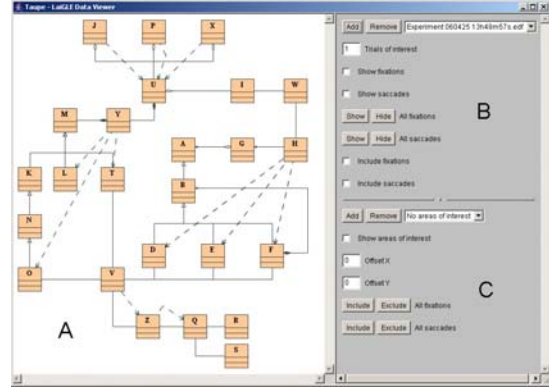 Taupe - LaiGLE Data Viewer
J P X
U I W
M Y
A G H
K L T
B
N
D E F
O V
Z Q R
S
A
Add Remove Experiment 060425 13h49m57s.edf
1 Trials of interest
Show fixations
Show saccades
Show Hide All fixations
Show Hide All saccades
Include fixations
Include saccades
B
Add Remove No areas of interest
Show areas of interest
0 Offset X
0 Offset Y
Include Exclude All fixations
Include Exclude All saccades
C